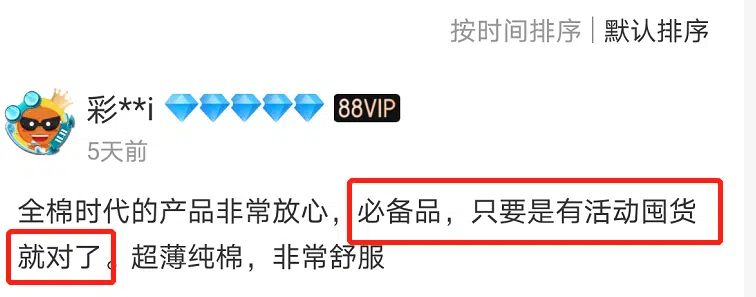 按时间排序 | 默认排序
彩**i 88VIP
5天前
全棉时代的产品非常放心，必备品，只要是有活动囤货
就对了。超薄纯棉，非常舒服